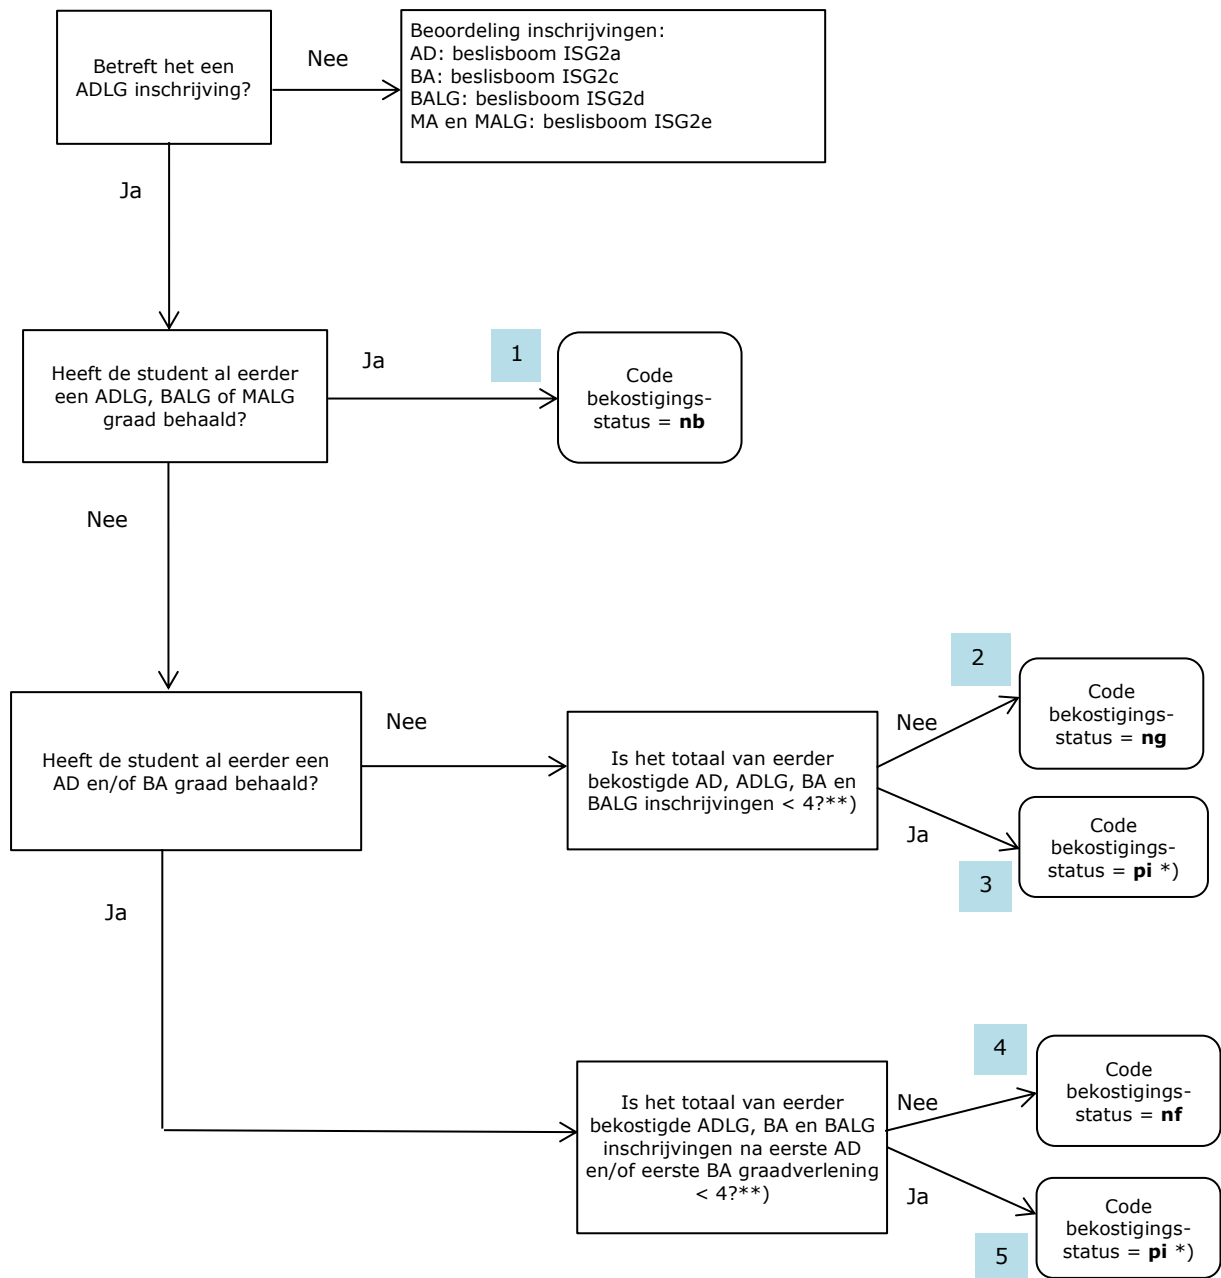 Betreft het een
ADLG inschrijving?
Nee
Beoordeling inschrijvingen:
AD: beslisboom ISG2a
BA: beslisboom ISG2c
BALG: beslisboom ISG2d
MA en MALG: beslisboom ISG2e
Ja
Heeft de student al eerder
een ADLG, BALG of MALG
graad behaald?
Ja
1
Code
bekostigings-
status = nb
Nee
Heeft de student al eerder een
AD en/of BA graad behaald?
Nee
Is het totaal van eerder
bekostigde AD, ADLG, BA en
BALG inschrijvingen < 4?**)
Nee
2
Code
bekostigings-
status = ng
Ja
3
Code
bekostigings-
status = pi *)
Ja
Is het totaal van eerder
bekostigde ADLG, BA en BALG
inschrijvingen na eerste AD
en/of eerste BA graadverlening
< 4?**)
Nee
4
Code
bekostigings-
status = nf
Ja
5
Code
bekostigings-
status = pi *)